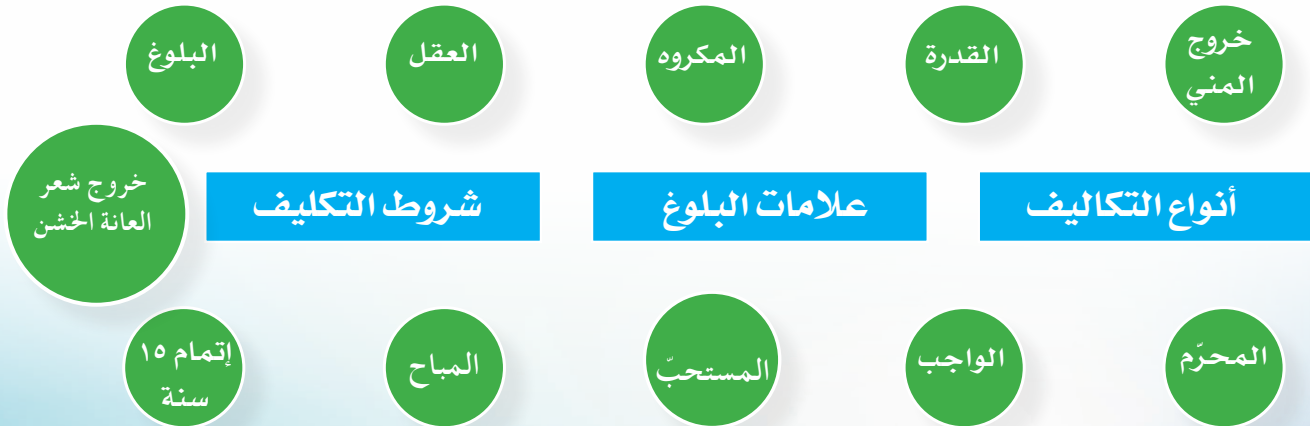 خروج
المني
القدرة
المكروه
العقل
البلوغ
أنواع التكاليف
علامات البلوغ
شروط التكليف
خروج شعر
العانة الخشن
المحرّم
الواجب
المستحبّ
المباح
إتمام ١٥
سنة